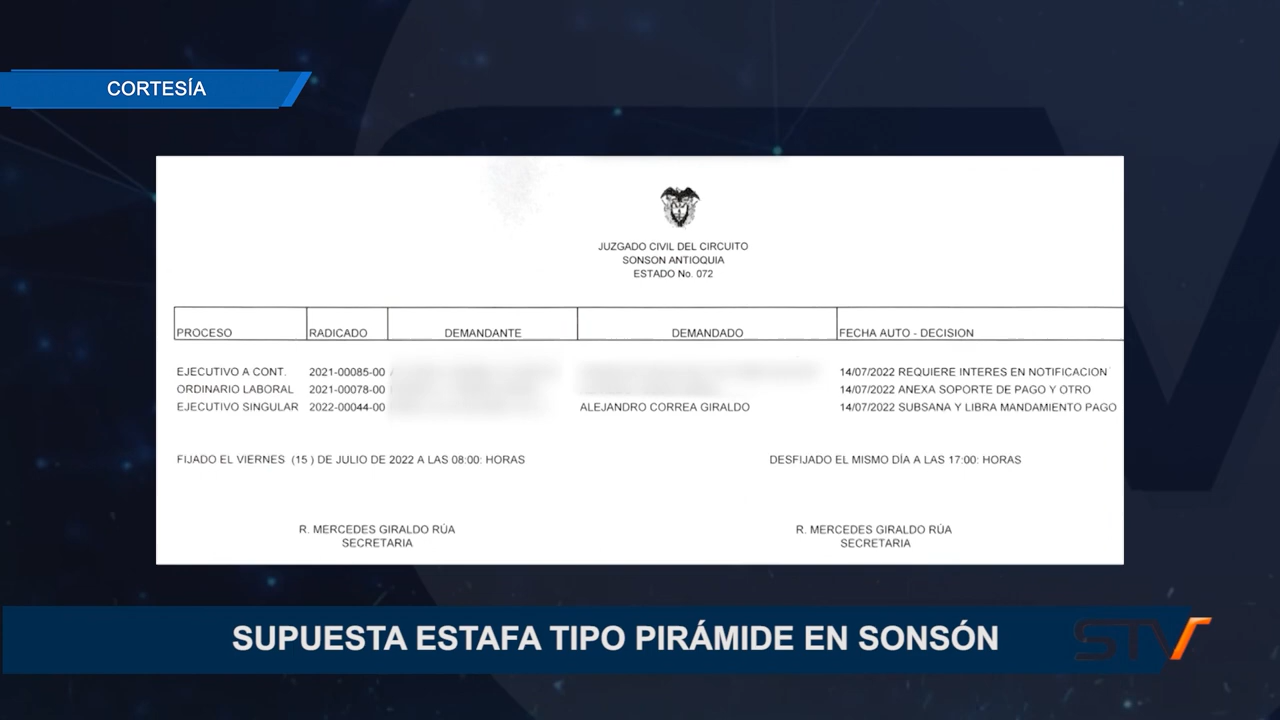 CORTESÍA
JUZGADO CIVIL DEL CIRCUITO
SONSON ANTIOQUIA
ESTADO No. 072
PROCESO RADICADO DEMANDANTE DEMANDADO FECHA AUTO - DECISION
EJECUTIVO A CONT. 2021-00085-00 14/07/2022 REQUIERE INTERES EN NOTIFICACION
ORDINARIO LABORAL 2021-00078-00 14/07/2022 ANEXA SOPORTE DE PAGO Y OTRO
EJECUTIVO SINGULAR 2022-00044-00 ALEJANDRO CORREA GIRALDO 14/07/2022 SUBSANA Y LIBRA MANDAMIENTO PAGO
FIJADO EL VIERNES (15 ) DE JULIO DE 2022 A LAS 08:00: HORAS DESFIJADO EL MISMO DÍA A LAS 17:00: HORAS
R. MERCEDES GIRALDO RÚA R. MERCEDES GIRALDO RÚA
SECRETARIA SECRETARIA
SUPUESTA ESTAFA TIPO PIRÁMIDE EN SONSÓN
STV